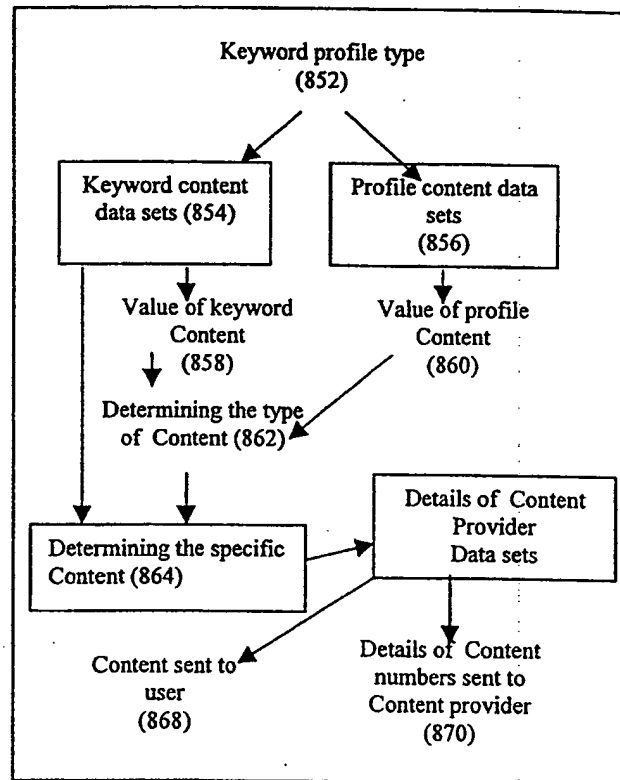 Keyword profile type
(852)
Keyword content
data sets (854)
Profile content data
sets
(856)
Value of keyword
Content
(858)
Value of profile
Content
(860)
Determining the type
of Content (862)
Determining the specific
Content (864)
Details of Content
Provider
Data sets
Content sent to
user
(868)
Details of Content
numbers sent to
Content provider
(870)